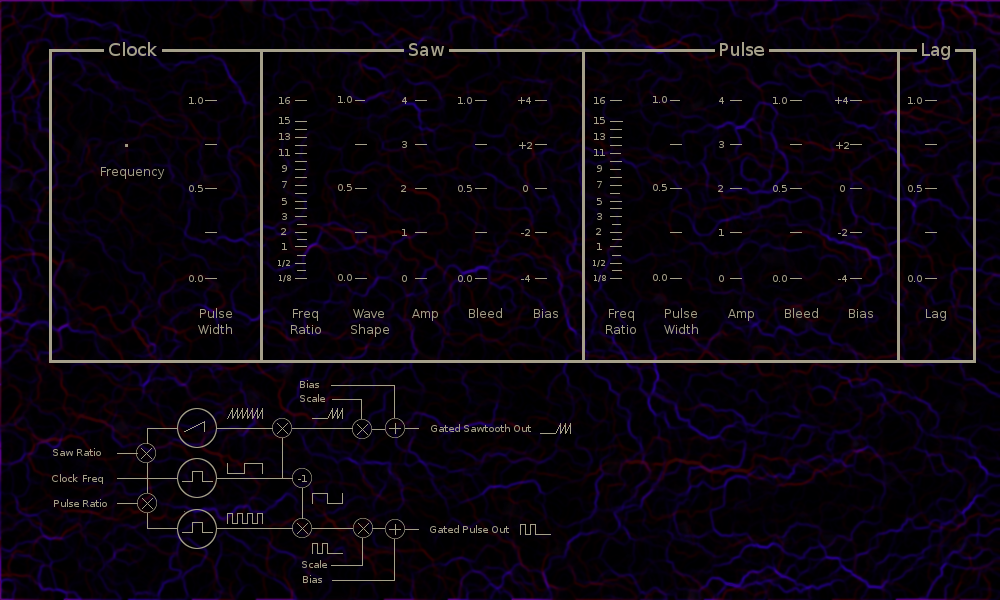 Clock Saw Pulse Lag
1.0 16 1.0 4 1.0 +4 16 1.0 4 1.0 +4 1.0
15 15
13 13
11 3 +2 11 3 +2
Frequency 9 9
7 7
0.5 0.5 2 0.5 0 0.5 2 0.5 0 0.5
5 5
3 3
2 1 -2 2 1 -2
1 1
1/2 1/2
0.0 1/8 0.0 0 0.0 -4 1/8 0.0 0 0.0 -4 0.0
Pulse Freq Wave Amp Bleed Bias Freq Pulse Amp Bleed Bias Lag
Width Ratio Shape Ratio Width
Bias
Scale
Gated Sawtooth Out
Saw Ratio
Clock Freq -1
Pulse Ratio
Gated Pulse Out
Scale
Bias